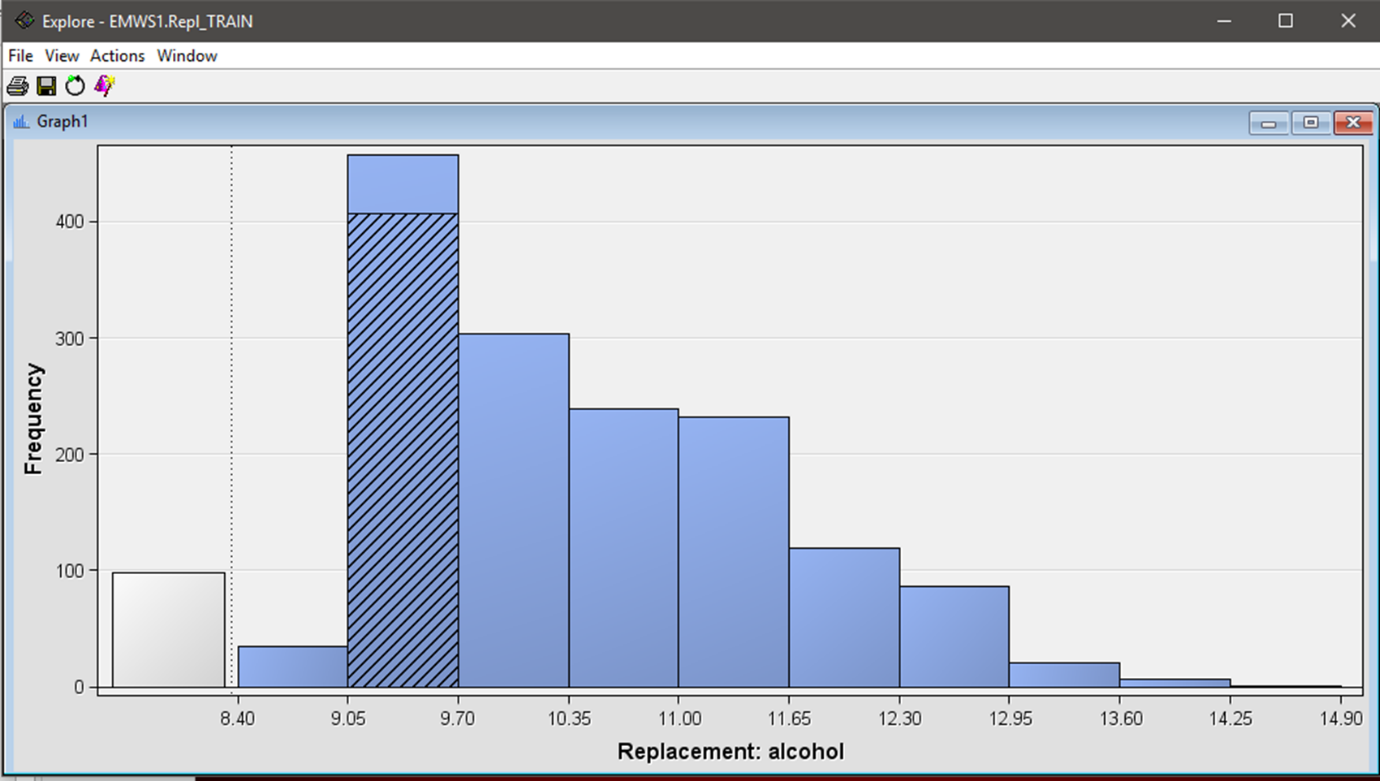 Explore - EMWS1.Repl_TRAIN
File View Actions Window
Graph1
400
300
200
100
0
Frequency
8.40 9.05 9.70 10.35 11.00 11.65 12.30 12.95 13.60 14.25 14.90
Replacement: alcohol